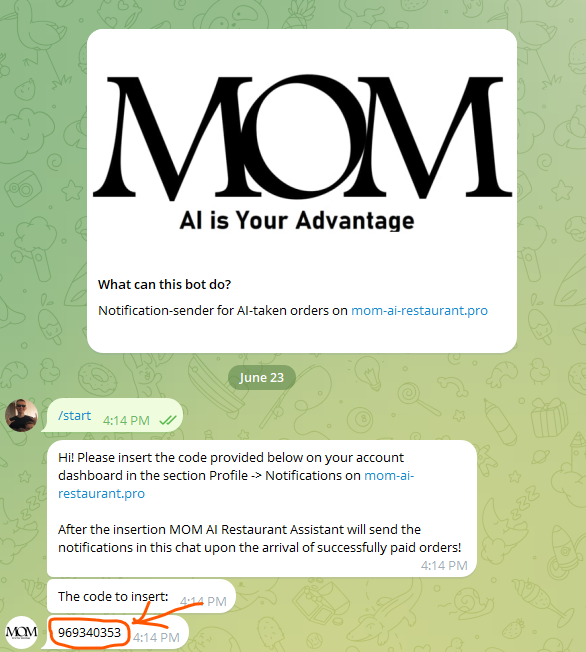 MOM
AI is Your Advantage
What can this bot do?
Notification-sender for AI-taken orders on mom-ai-restaurant.pro
June 23
/start 4:14 PM
Hi! Please insert the code provided below on your account
dashboard in the section Profile -> Notifications on mom-ai-
restaurant.pro
After the insertion MOM AI Restaurant Assistant will send the
notifications in this chat upon the arrival of successfully paid orders!
4:14 PM
The code to insert: 4:14 PM
MOM
969340353 4:14 PM